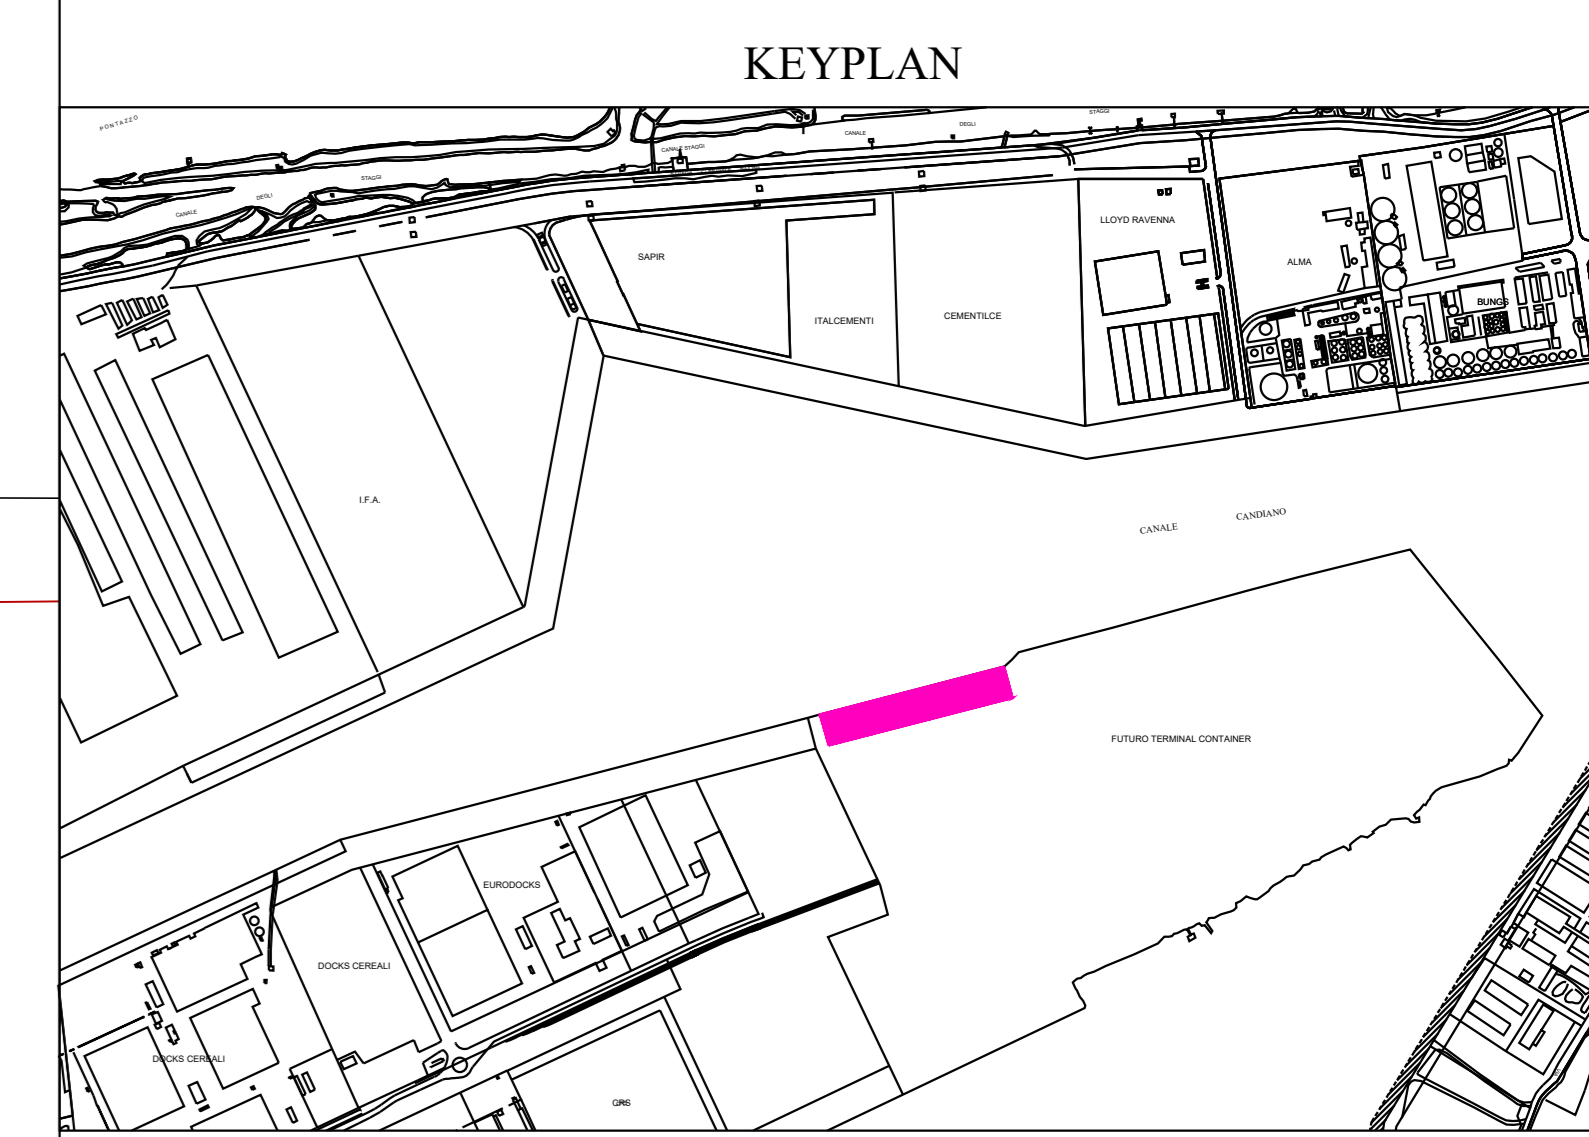 KEYPLAN
PONTAZZO
CANALE
DEGLI
STAGGI
CANALE STAGGI
CANALE
DEGLI
STAGGI
LLOYD RAVENNA
SAPIR
ALMA
ITALCEMENTI
CEMENTILCE
BUNGE
I.F.A.
CANALE CANDIANO
FUTURO TERMINAL CONTAINER
EURODOCKS
DOCKS CEREALI
DOCKS CEREALI